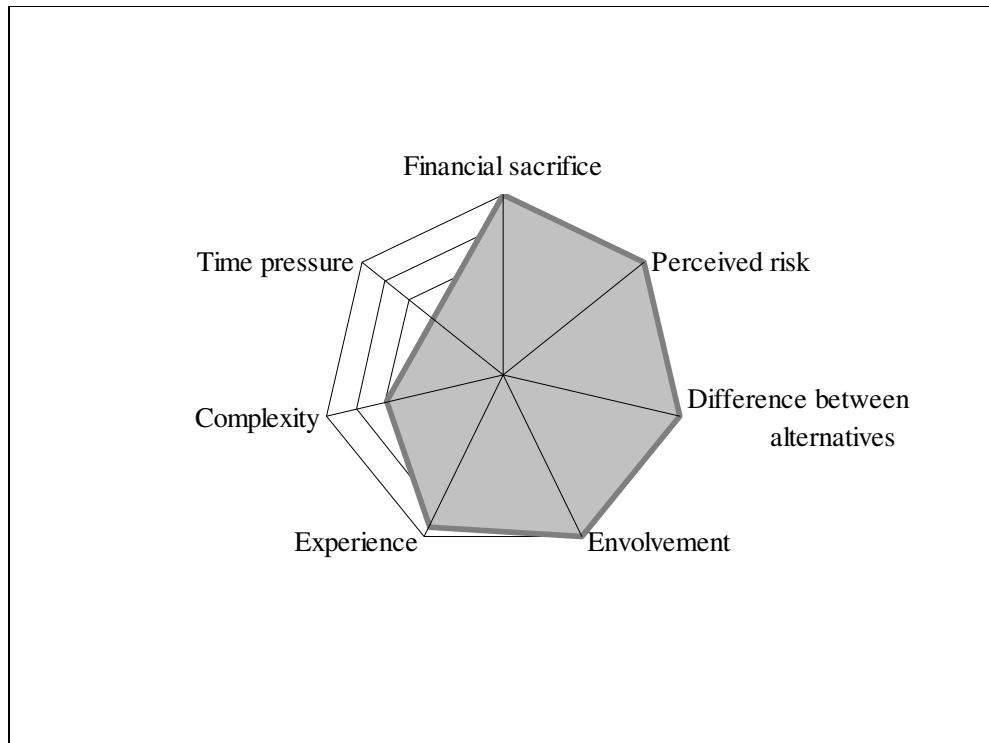 Financial sacrifice
Time pressure
Perceived risk
Difference between
alternatives
Complexity
Experience
Envolvement